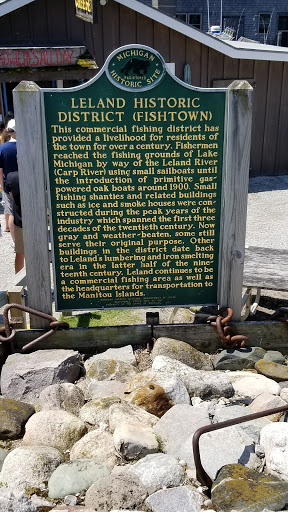 MICHIGAN
HISTORIC SITE
LELAND HISTORIC
DISTRICT (FISHTOWN)
This commercial fishing district has
provided a livelihood for residents of
the town for over a century. Fishermen
reached the fishing grounds of Lake
Michigan by way of the Leland River
(Carp River) using small sailboats until
the introduction of primitive gas-
powered oak boats around 1900. Small
fishing shanties and related buildings
such as ice and smoke houses were con-
structed during the peak years of the
industry which spanned the first three
decades of the twentieth century. Now
gray and weather-beaten, some still
serve their original purpose. Other
buildings in the district date back
to Leland's lumbering and iron smelting
era in the latter half of the nine-
teenth century. Leland continues to be
a commercial fishing area as well as
the headquarters for transportation to
the Manitou Islands.